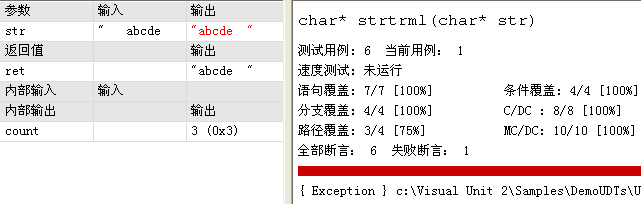 参数 输入 输出
str "   abcde "abcde  "
返回值 输出
ret "abcde  "
内部输入 输入
内部输出 输出
count 3 (0x3)
char* strtrml(char* str)
测试用例: 6 当前用例: 1
速度测试: 未运行
语句覆盖: 7/7 [100%] 条件覆盖: 4/4 [100%]
分支覆盖: 4/4 [100%] C/DC : 8/8 [100%]
路径覆盖: 3/4 [75%] MC/DC: 10/10 [100%]
全部断言: 6 失败断言: 1
{ Exception } c:\Visual Unit 2\Samples\DemoUDTs\U